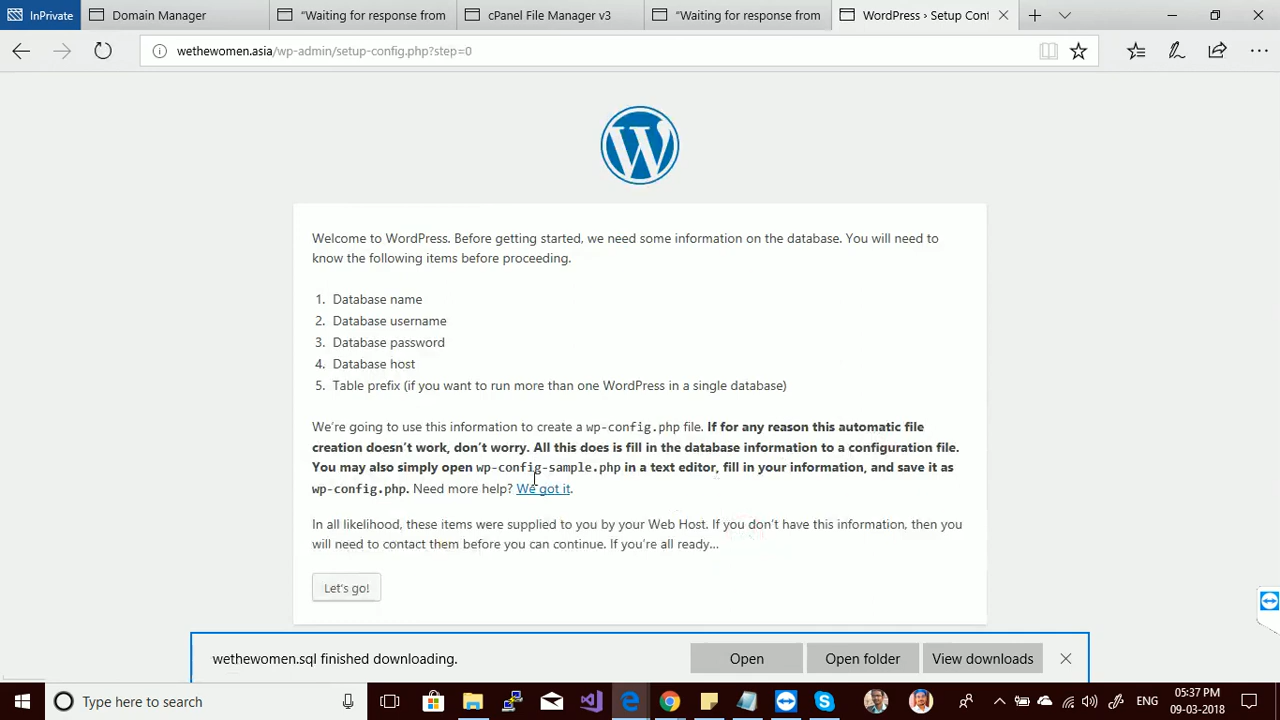 InPrivate
Domain Manager
"Waiting for response from
cPanel File Manager v3
"Waiting for response from
WordPress › Setup Conf
wethewomen.asia/wp-admin/setup-config.php?step=0
W
Welcome to WordPress. Before getting started, we need some information on the database. You will need to
know the following items before proceeding.
1. Database name
2. Database username
3. Database password
4. Database host
5. Table prefix (if you want to run more than one WordPress in a single database)
We're going to use this information to create a wp-config.php file. If for any reason this automatic file
creation doesn't work, don't worry. All this does is fill in the database information to a configuration file.
You may also simply open wp-config-sample.php in a text editor, fill in your information, and save it as
wp-config.php. Need more help? We got it.
In all likelihood, these items were supplied to you by your Web Host. If you don't have this information, then you
will need to contact them before you can continue. If you're all ready...
Let's go!
wethewomen.sql finished downloading.
Open
Open folder
View downloads
Type here to search
ENG
05:37 PM
09-03-2018